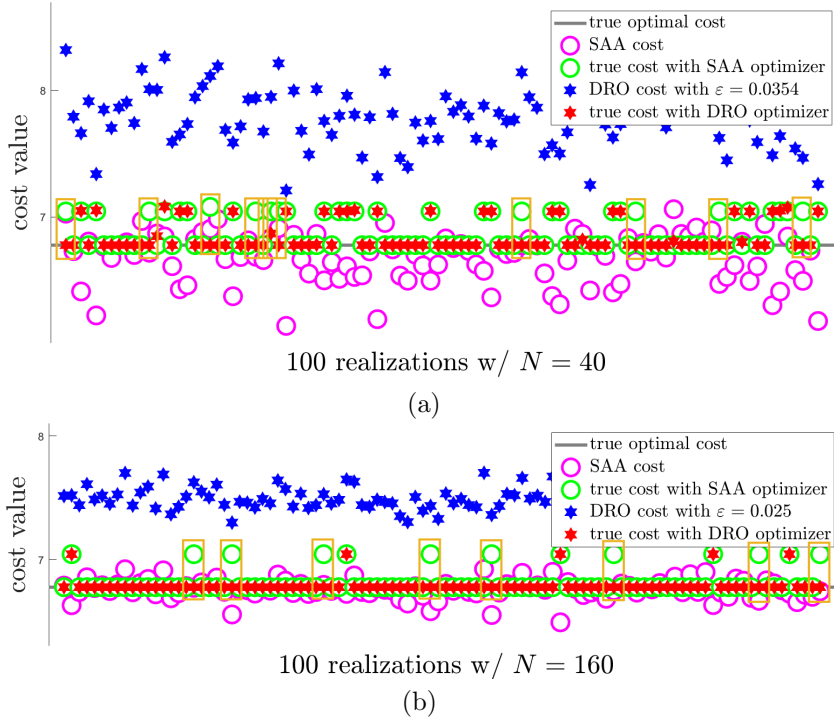 true optimal cost
SAA cost
true cost with SAA optimizer
DRO cost with ε = 0.0354
true cost with DRO optimizer
8
7
cost value
100 realizations w/ N = 40
(a)
8
true optimal cost
SAA cost
true cost with SAA optimizer
DRO cost with ε = 0.025
true cost with DRO optimizer
7
cost value
100 realizations w/ N = 160
(b)